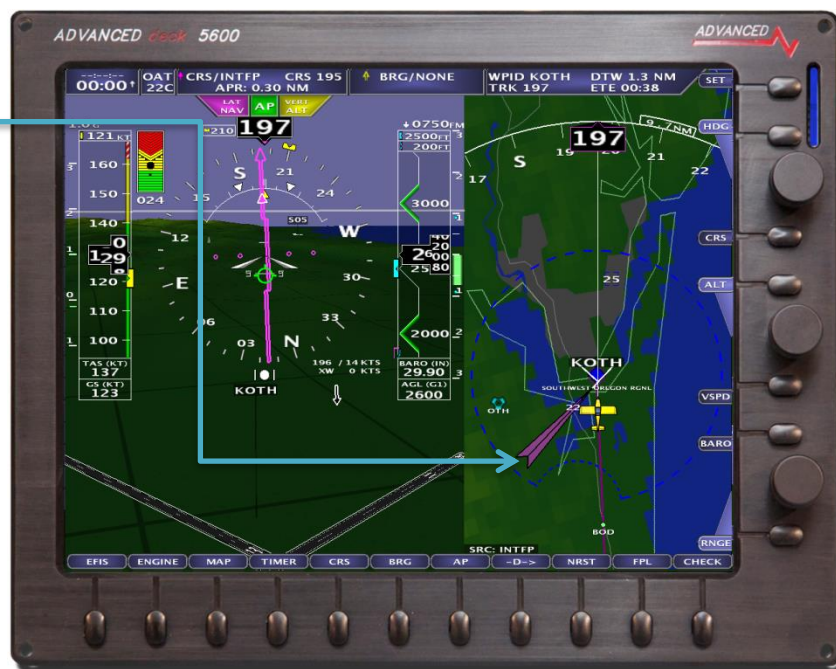 ADVANCED deck 5600
ADVANCED
--:--:--
00:00↑
OAT
22C
CRS/INTFP CRS 195
APR: 0.30 NM
BRG/NONE
WPID KOTH DTW 1.3 NM
TRK 197 ETE 00:38
SET
LAT
NAV
AP
VERT
ALT
HDG
121 KT
210
197
+0750FM
2500FT
200FT
9.7NM
197
160
150
140
130
120
110
100
024
S
21
24
W
30
33
N
03
06
E
12
15
505
3000
2000
S
17
19
21
22
25
CRS
ALT
KOTH
SOUTHWEST OREGON RGNL
22
OTH
VSPD
BARO
TAS (KT)
137
GS (KT)
123
KOTH
196 / 14 KTS
XW 0 KTS
BARO (IN)
29.90
AGL (G1)
2600
BOD
RNGE
SRC: INTFP
EFIS ENGINE MAP TIMER CRS BRG AP -D-> NRST FPL CHECK